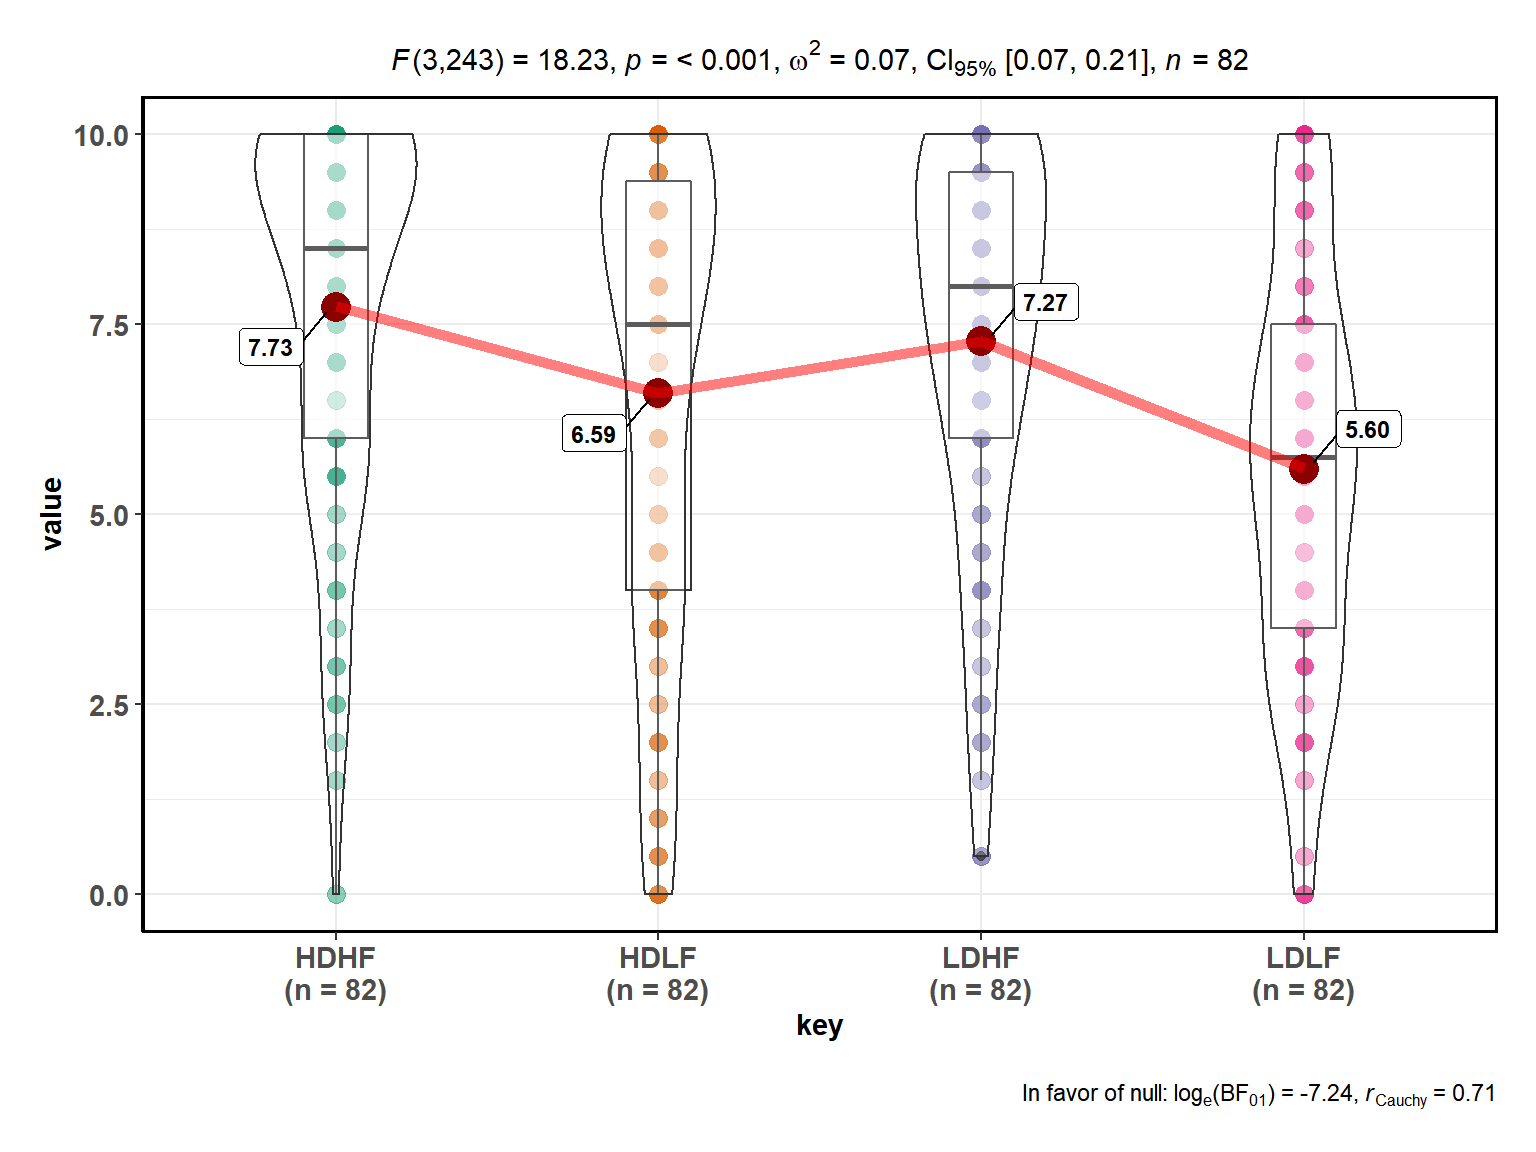 F(3,243) = 18.23, p = < 0.001, ω² = 0.07, CI95% [0.07, 0.21], n = 82
10.0
7.5
5.0
2.5
0.0
value
7.73
6.59
7.27
5.60
HDHF
(n = 82)
HDLF
(n = 82)
LDHF
(n = 82)
LDLF
(n = 82)
key
In favor of null: loge(BF01) = -7.24, rCauchy = 0.71